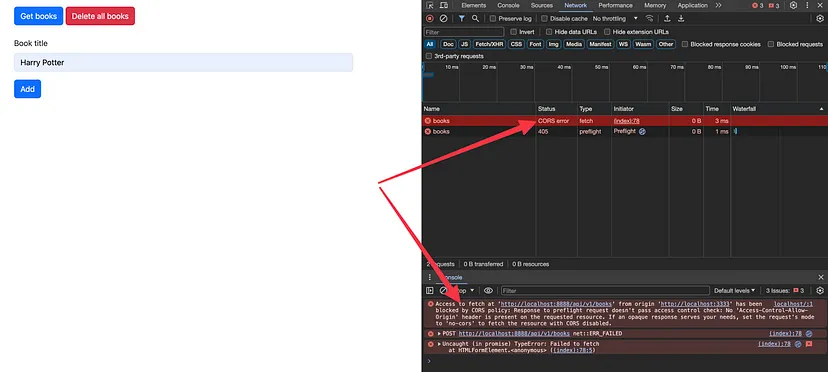 Get books Delete all books
Book title
Harry Potter
Add
Elements Console Sources Network Performance Memory Application 3 3
Preserve log Disable cache No throttling
Filter Invert Hide data URLs Hide extension URLs
All Doc JS Fetch/XHR CSS Font Img Media Manifest WS Wasm Other Blocked response cookies Blocked requests
3rd-party requests
10 ms 20 ms 30 ms 40 ms 50 ms 60 ms 70 ms 80 ms 90 ms 100 ms 110
Name Status Type Initiator Size Time Waterfall
books CORS error fetch (index):78 0 B 3 ms
books 405 preflight Preflight 0 B 1 ms
2 requests 0 B transferred 0 B resources
Console
top Filter Default levels 3 Issues: 3
Access to fetch at 'http://localhost:8888/api/v1/books' from origin 'http://localhost:3333' has been localhost/:1
blocked by CORS policy: Response to preflight request doesn't pass access control check: No 'Access-Control-Allow-
Origin' header is present on the requested resource. If an opaque response serves your needs, set the request's mode
to 'no-cors' to fetch the resource with CORS disabled.
POST http://localhost:8888/api/v1/books net::ERR_FAILED (index):78
Uncaught (in promise) TypeError: Failed to fetch (index):78
at HTMLFormElement.<anonymous> ((index):78:5)